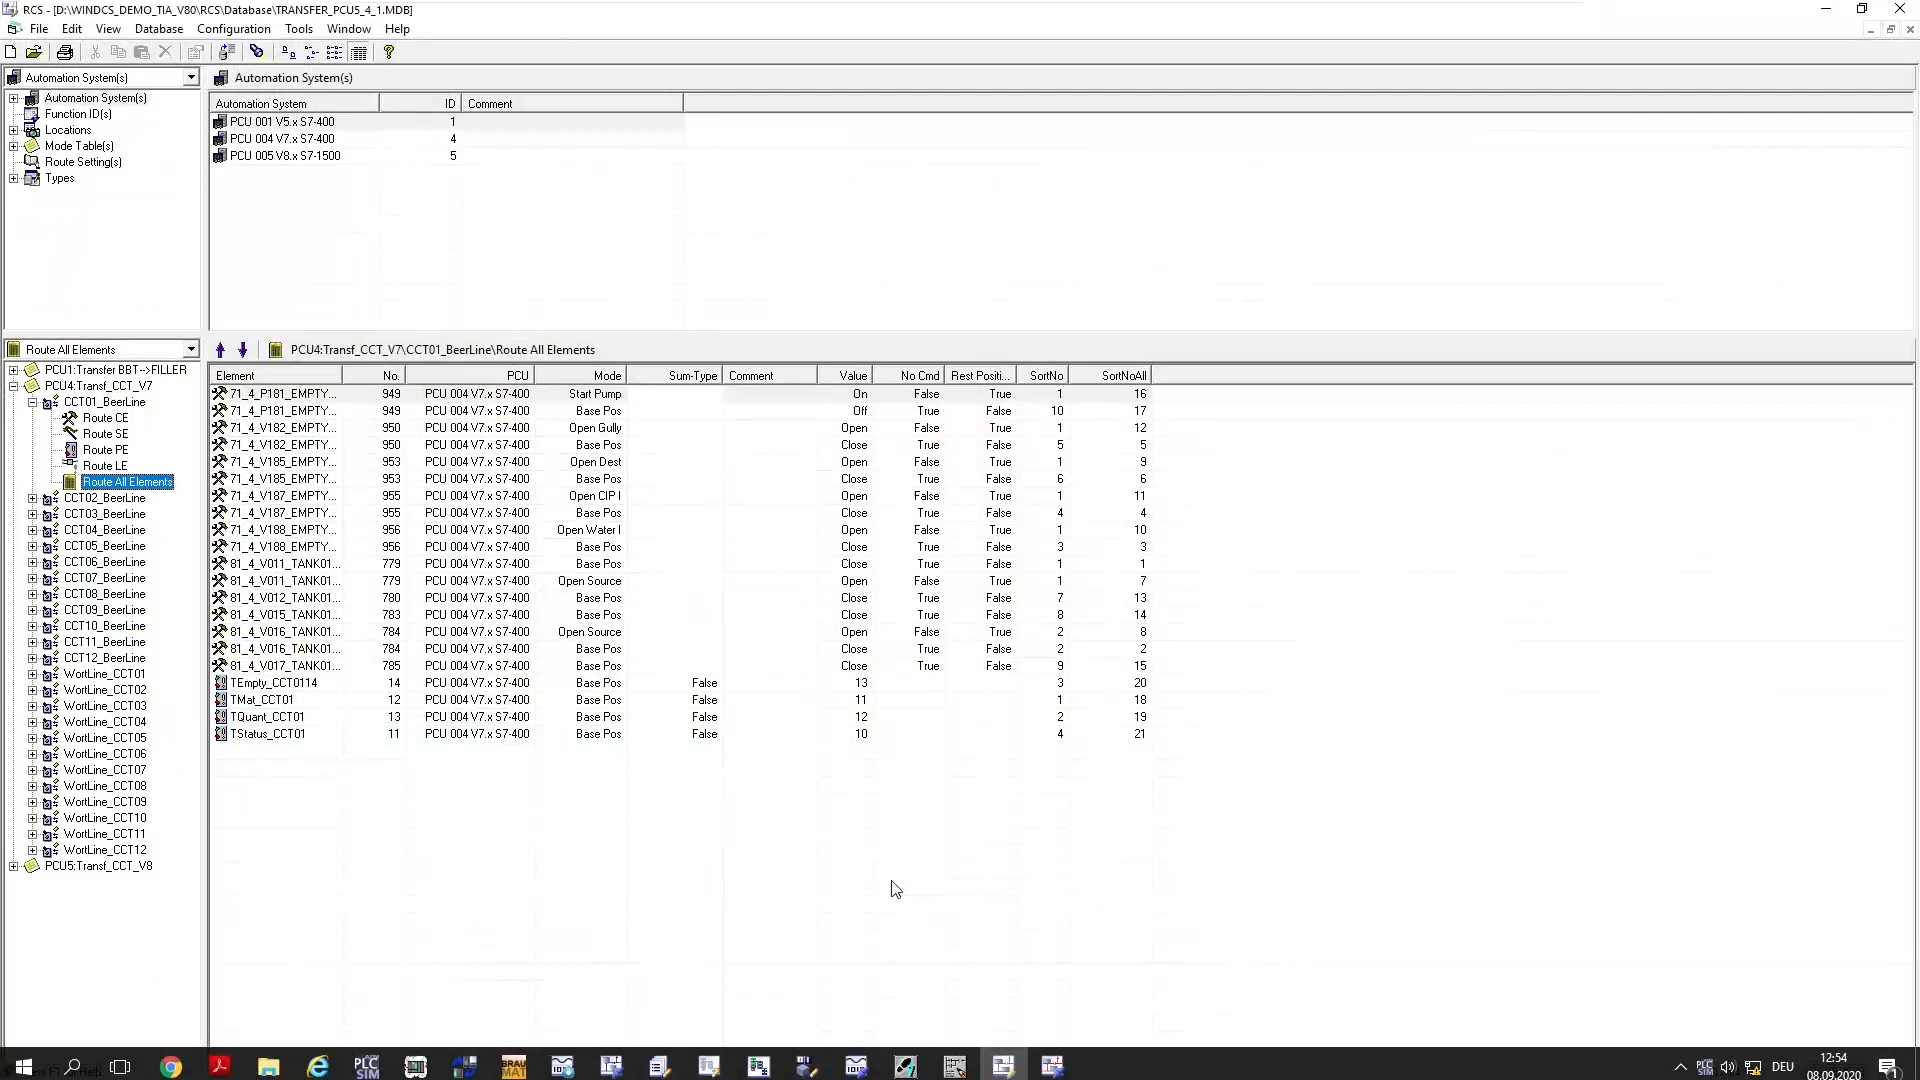 RCS - [D:\WINDCS_DEMO_TIA_V80\RCS\Database\TRANSFER_PCU5_4_1.MDB]
File Edit View Database Configuration Tools Window Help
Automation System(s)
Automation System(s)
Automation System(s)
Function ID(s)
Locations
Mode Table(s)
Route Setting(s)
Types
Automation System ID Comment
PCU 001 V5.x S7-400 1
PCU 004 V7.x S7-400 4
PCU 005 V8.x S7-1500 5
Route All Elements
PCU1:Transfer BBT-->FILLER
PCU4:Transf_CCT_V7
CCT01_BeerLine
Route CE
Route SE
Route PE
Route LE
Route All Elements
CCT02_BeerLine
CCT03_BeerLine
CCT04_BeerLine
CCT05_BeerLine
CCT06_BeerLine
CCT07_BeerLine
CCT08_BeerLine
CCT09_BeerLine
CCT10_BeerLine
CCT11_BeerLine
CCT12_BeerLine
WortLine_CCT01
WortLine_CCT02
WortLine_CCT03
WortLine_CCT04
WortLine_CCT05
WortLine_CCT06
WortLine_CCT07
WortLine_CCT08
WortLine_CCT09
WortLine_CCT10
WortLine_CCT11
WortLine_CCT12
PCU5:Transf_CCT_V8
PCU4:Transf_CCT_V7\CCT01_BeerLine\Route All Elements
Element No. PCU Mode Sum-Type Comment Value No Cmd Rest Positi... SortNo SortNoAll
71_4_P181_EMPTY... 949 PCU 004 V7.x S7-400 Start Pump On False True 1 16
71_4_P181_EMPTY... 949 PCU 004 V7.x S7-400 Base Pos Off True False 10 17
71_4_V182_EMPTY... 950 PCU 004 V7.x S7-400 Open Gully Open False True 1 12
71_4_V182_EMPTY... 950 PCU 004 V7.x S7-400 Base Pos Close True False 5 5
71_4_V185_EMPTY... 953 PCU 004 V7.x S7-400 Open Dest Open False True 1 9
71_4_V185_EMPTY... 953 PCU 004 V7.x S7-400 Base Pos Close True False 6 6
71_4_V187_EMPTY... 955 PCU 004 V7.x S7-400 Open CIP I Open False True 1 11
71_4_V187_EMPTY... 955 PCU 004 V7.x S7-400 Base Pos Close True False 4 4
71_4_V188_EMPTY... 956 PCU 004 V7.x S7-400 Open Water I Open False True 1 10
71_4_V188_EMPTY... 956 PCU 004 V7.x S7-400 Base Pos Close True False 3 3
81_4_V011_TANK01... 779 PCU 004 V7.x S7-400 Base Pos Close True False 1 1
81_4_V011_TANK01... 779 PCU 004 V7.x S7-400 Open Source Open False True 1 7
81_4_V012_TANK01... 780 PCU 004 V7.x S7-400 Base Pos Close True False 7 13
81_4_V015_TANK01... 783 PCU 004 V7.x S7-400 Base Pos Close True False 8 14
81_4_V016_TANK01... 784 PCU 004 V7.x S7-400 Open Source Open False True 2 8
81_4_V016_TANK01... 784 PCU 004 V7.x S7-400 Base Pos Close True False 2 2
81_4_V017_TANK01... 785 PCU 004 V7.x S7-400 Base Pos Close True False 9 15
TEmpty_CCT0114 14 PCU 004 V7.x S7-400 Base Pos False 13 3 20
TMat_CCT01 12 PCU 004 V7.x S7-400 Base Pos False 11 1 18
TQuant_CCT01 13 PCU 004 V7.x S7-400 Base Pos False 12 2 19
TStatus_CCT01 11 PCU 004 V7.x S7-400 Base Pos False 10 4 21
PLC SIM
BRAU MAT
DEU
12:54
08.09.2020
1